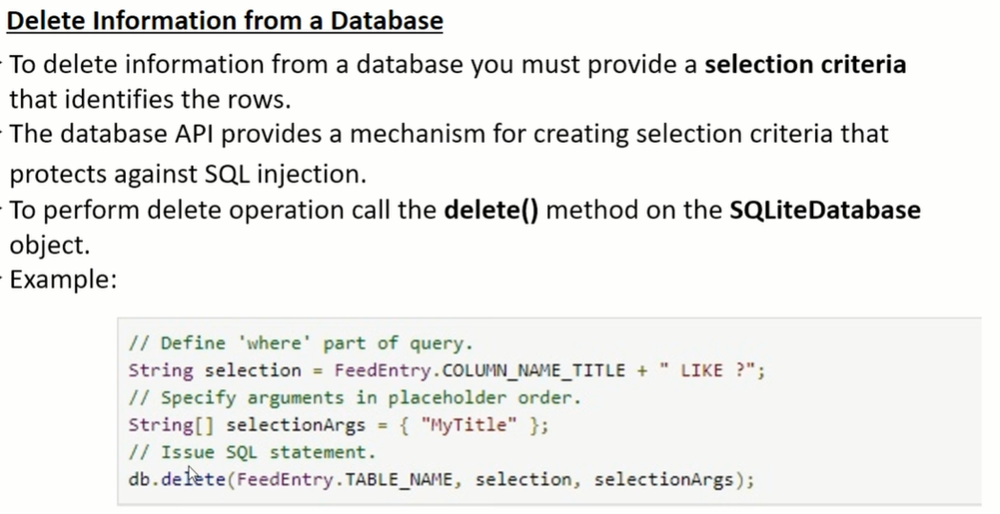 Delete Information from a Database
To delete information from a database you must provide a selection criteria
that identifies the rows.
The database API provides a mechanism for creating selection criteria that
protects against SQL injection.
To perform delete operation call the delete() method on the SQLiteDatabase
object.
Example:
// Define 'where' part of query.
String selection = FeedEntry.COLUMN_NAME_TITLE + " LIKE ?";
// Specify arguments in placeholder order.
String[] selectionArgs = { "MyTitle" };
// Issue SQL statement.
db.delete(FeedEntry.TABLE_NAME, selection, selectionArgs);